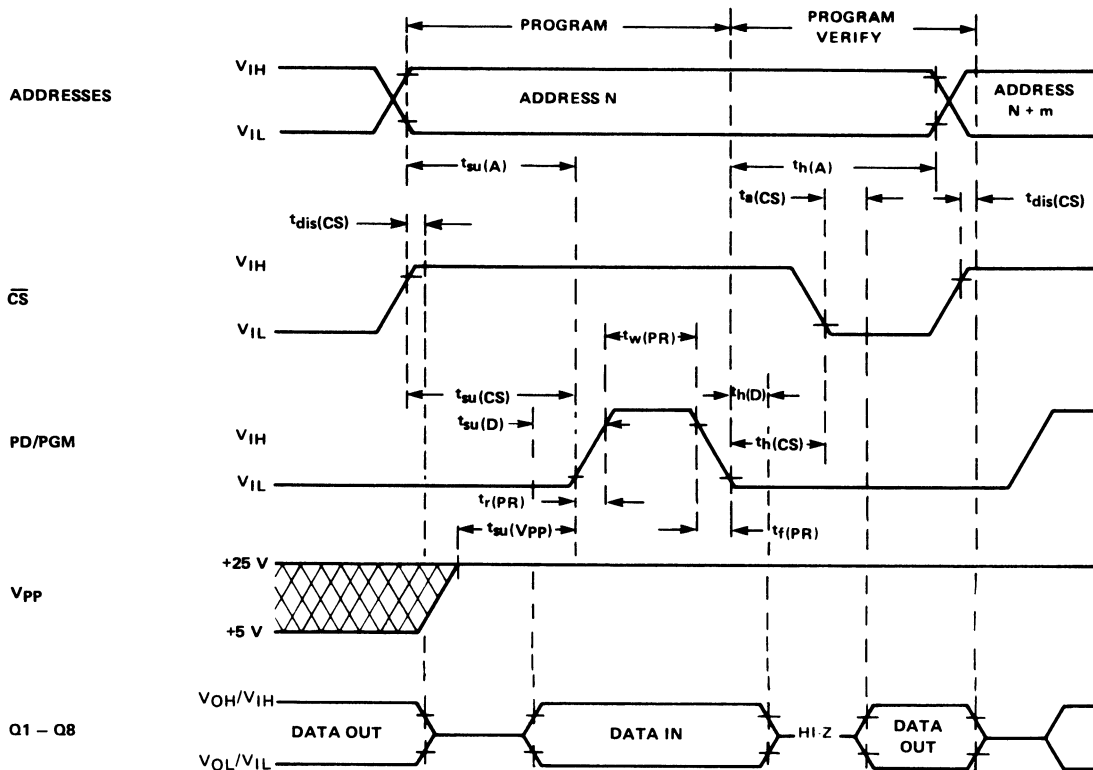 PROGRAM
PROGRAM
VERIFY
ADDRESSES
VIH
VIL
ADDRESS N
ADDRESS
N + m
tsu(A)
th(A)
ta(CS)
tdis(CS)
tdis(CS)
CS
VIH
VIL
tw(PR)
tsu(CS)
th(D)
tsu(D)
PD/PGM
VIH
VIL
th(CS)
tr(PR)
tf(PR)
tsu(VPP)
VPP
+25 V
+5 V
Q1 – Q8
VOH/VIH
VOL/VIL
DATA OUT
DATA IN
HI-Z
DATA
OUT